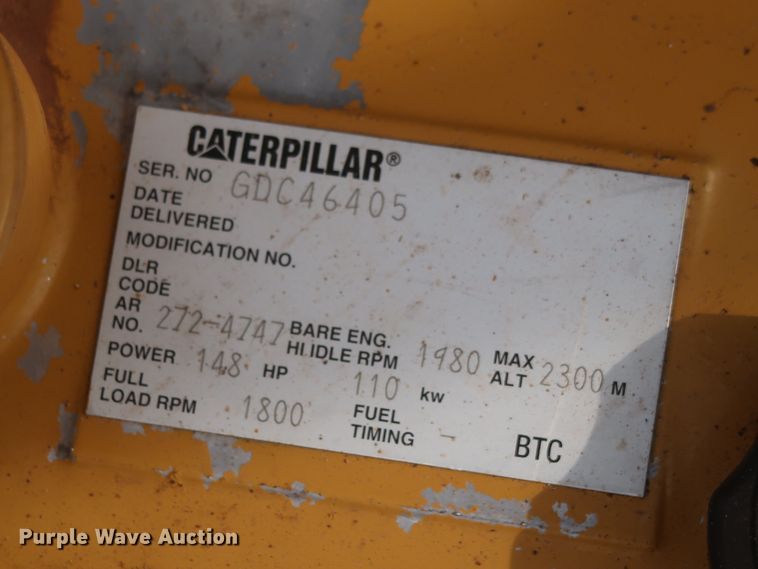 CATERPILLAR®
SER. NO GDC46405
DATE
DELIVERED
MODIFICATION NO.
DLR
CODE
AR
NO. 272-4747 BARE ENG.
HI IDLE RPM 1980 MAX
ALT 2300 M
POWER 148 HP 110 kw
FULL
LOAD RPM 1800 FUEL
TIMING - BTC
Purple Wave Auction